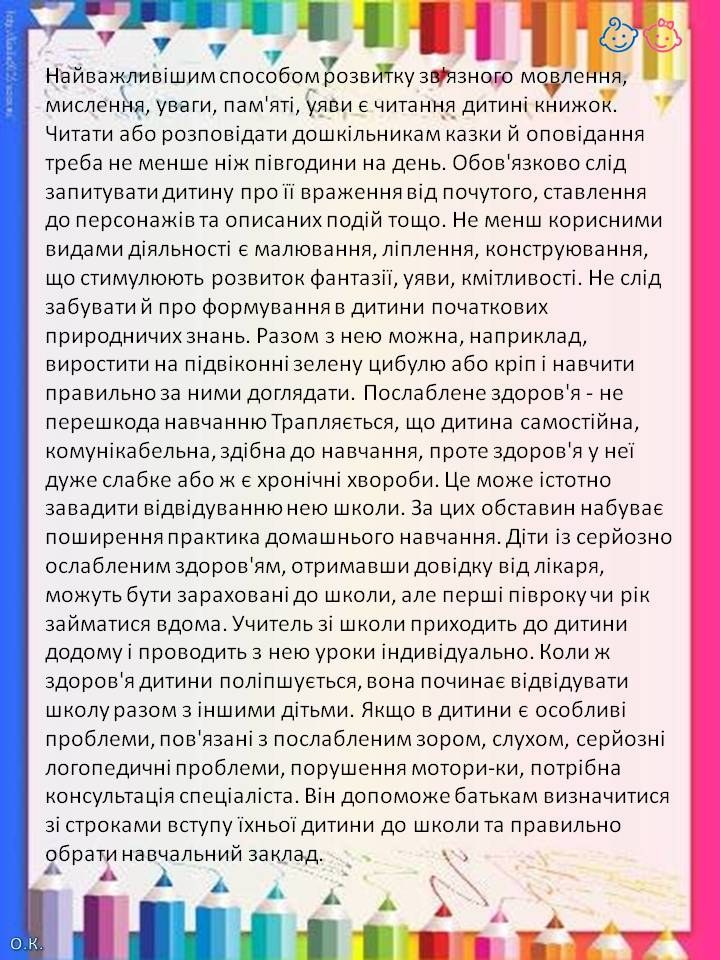 Найважливішим способом розвитку зв'язного мовлення,
мислення, уваги, пам'яті, уяви є читання дитині книжок.
Читати або розповідати дошкільникам казки й оповідання
треба не менше ніж півгодини на день. Обов'язково слід
запитувати дитину про її враження від почутого, ставлення
до персонажів та описаних подій тощо. Не менш корисними
видами діяльності є малювання, ліплення, конструювання,
що стимулюють розвиток фантазії, уяви, кмітливості. Не слід
забувати й про формування в дитини початкових
природничих знань. Разом з нею можна, наприклад,
виростити на підвіконні зелену цибулю або кріп і навчити
правильно за ними доглядати. Послаблене здоров'я - не
перешкода навчанню Трапляється, що дитина самостійна,
комунікабельна, здібна до навчання, проте здоров'я у неї
дуже слабке або ж є хронічні хвороби. Це може істотно
завадити відвідуванню нею школи. За цих обставин набуває
поширення практика домашнього навчання. Діти із серйозно
ослабленим здоров'ям, отримавши довідку від лікаря,
можуть бути зараховані до школи, але перші півроку чи рік
займатися вдома. Учитель зі школи приходить до дитини
додому і проводить з нею уроки індивідуально. Коли ж
здоров'я дитини поліпшується, вона починає відвідувати
школу разом з іншими дітьми. Якщо в дитини є особливі
проблеми, пов'язані з послабленим зором, слухом, серйозні
логопедичні проблеми, порушення мотори-ки, потрібна
консультація спеціаліста. Він допоможе батькам визначитися
зі строками вступу їхньої дитини до школи та правильно
обрати навчальний заклад.
О.К.